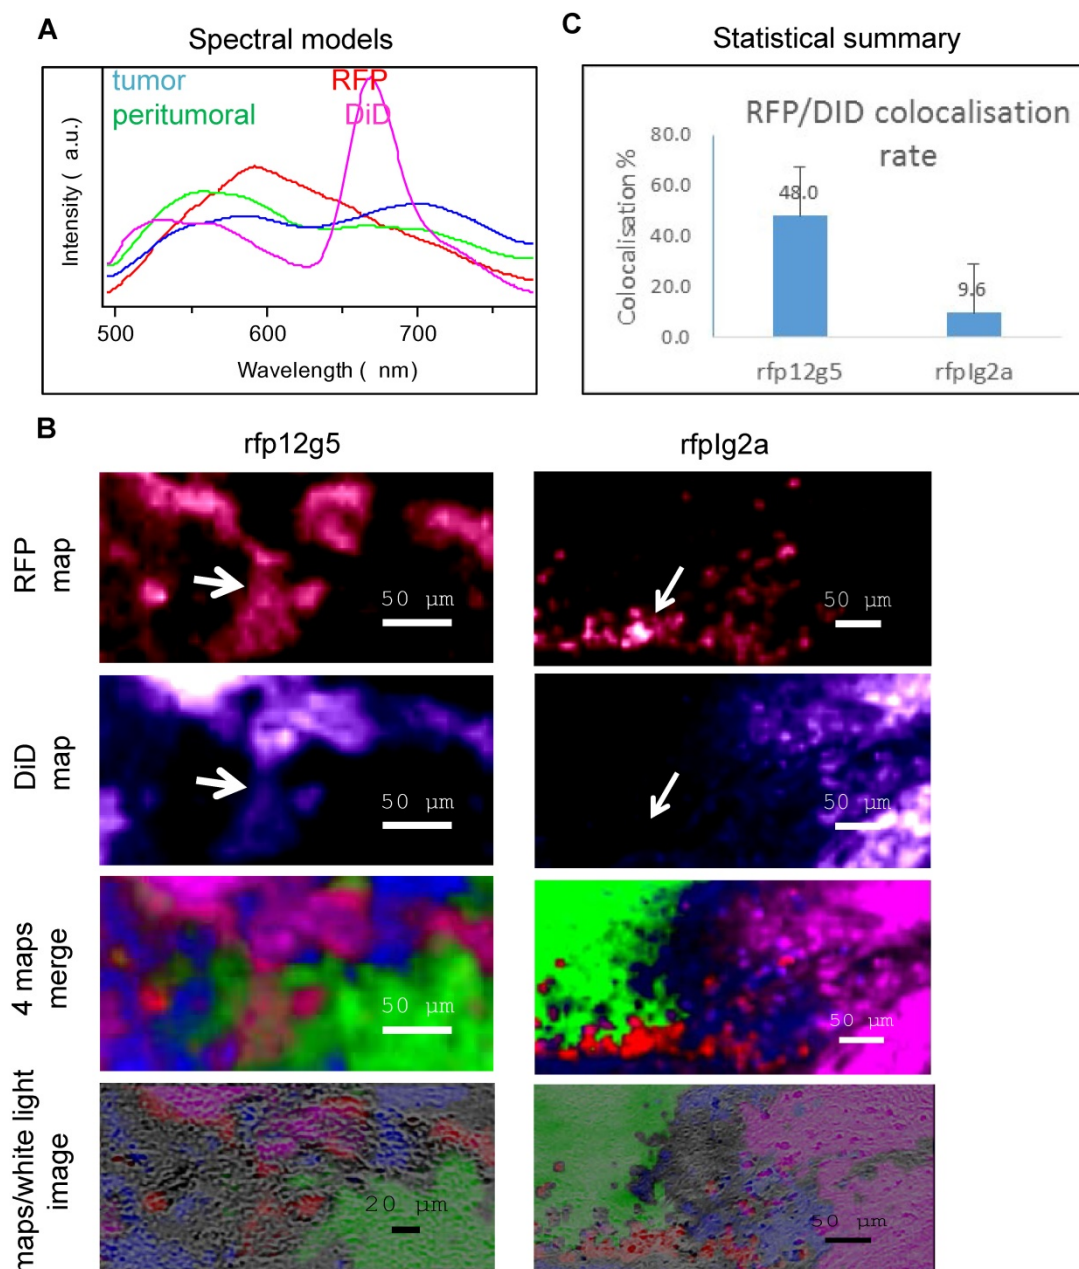 A
Spectral models
tumor
RFP
peritumoral
DiD
Intensity ( a.u.)
500
600
700
Wavelength ( nm)
C
Statistical summary
RFP/DID colocalisation
rate
Colocalisation %
80.0
60.0
40.0
20.0
0.0
48.0
9.6
rfp12g5
rfpIg2a
B
rfp12g5
rfpIg2a
RFP
map
50 µm
50 µm
DiD
map
50 µm
50 µm
4 maps
merge
50 µm
50 µm
maps/white light
image
20 µm
50 µm